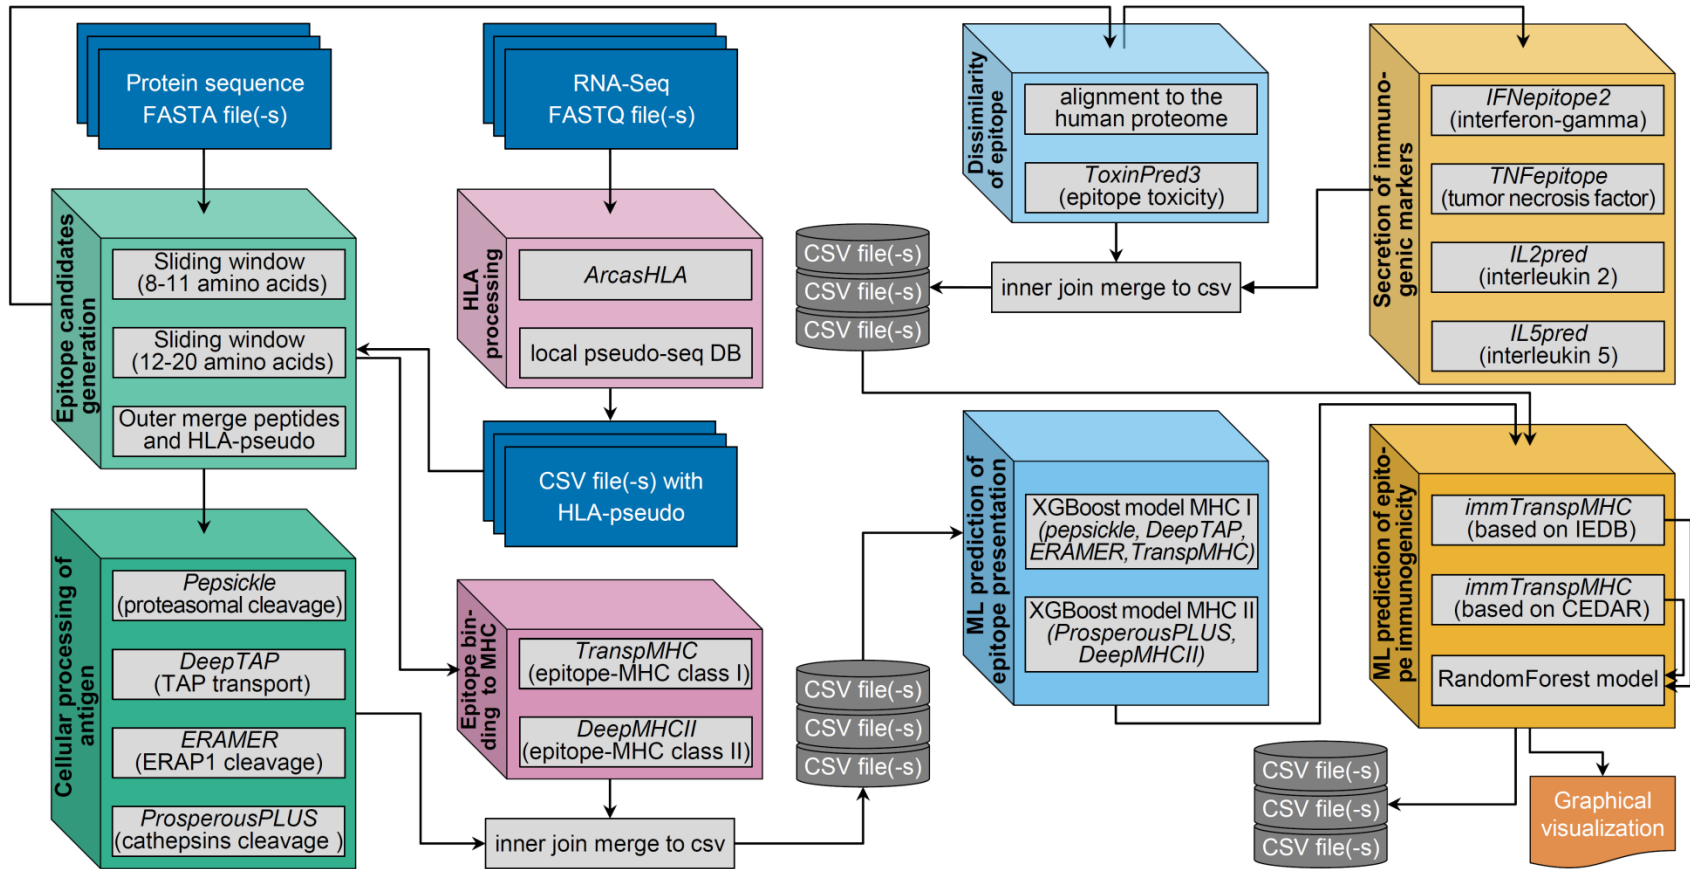 Protein sequence
FASTA file(-s)
RNA-Seq
FASTQ file(-s)
Epitope candidates
generation
Sliding window
(8-11 amino acids)
Sliding window
(12-20 amino acids)
Outer merge peptides
and HLA-pseudo
HLA
processing
ArcasHLA
local pseudo-seq DB
CSV file(-s) with
HLA-pseudo
Cellular processing of
antigen
Pepsickle
(proteasomal cleavage)
DeepTAP
(TAP transport)
ERAMER
(ERAP1 cleavage)
ProsperousPLUS
(cathepsins cleavage )
Epitope bin-
ding to MHC
TranspMHC
(epitope-MHC class I)
DeepMHCII
(epitope-MHC class II)
inner join merge to csv
CSV file(-s)
CSV file(-s)
CSV file(-s)
Dissimilarity
of epitope
alignment to the
human proteome
ToxinPred3
(epitope toxicity)
inner join merge to csv
CSV file(-s)
CSV file(-s)
CSV file(-s)
Secretion of immuno-
genic markers
IFNepitope2
(interferon-gamma)
TNFepitope
(tumor necrosis factor)
IL2pred
(interleukin 2)
IL5pred
(interleukin 5)
ML prediction of
epitope presentation
XGBoost model MHC I
(pepsickle, DeepTAP,
ERAMER,TranspMHC)
XGBoost model MHC II
(ProsperousPLUS,
DeepMHCII)
ML prediction of epito-
pe immunogenicity
immTranspMHC
(based on IEDB)
immTranspMHC
(based on CEDAR)
RandomForest model
CSV file(-s)
CSV file(-s)
CSV file(-s)
Graphical
visualization